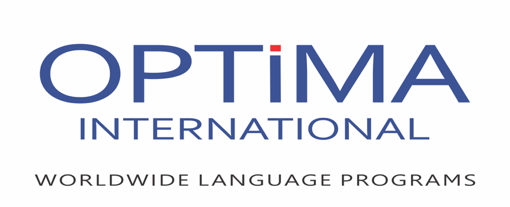 OPTiMA
INTERNATIONAL
WORLDWIDE LANGUAGE PROGRAMS